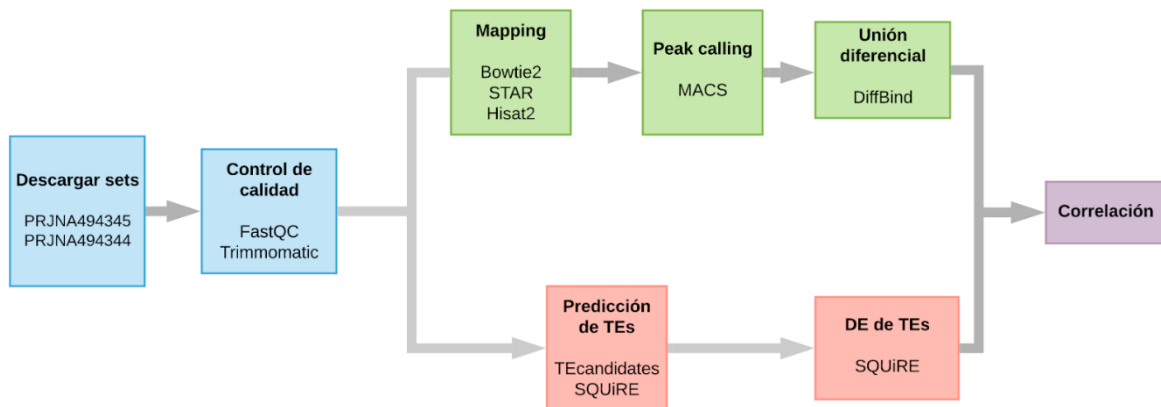 Descargar sets
PRJNA494345
PRJNA494344
Control de
calidad
FastQC
Trimmomatic
Mapping
Bowtie2
STAR
Hisat2
Peak calling
MACS
Unión
diferencial
DiffBind
Predicción
de TEs
TEcandidates
SQUiRE
DE de TEs
SQUiRE
Correlación